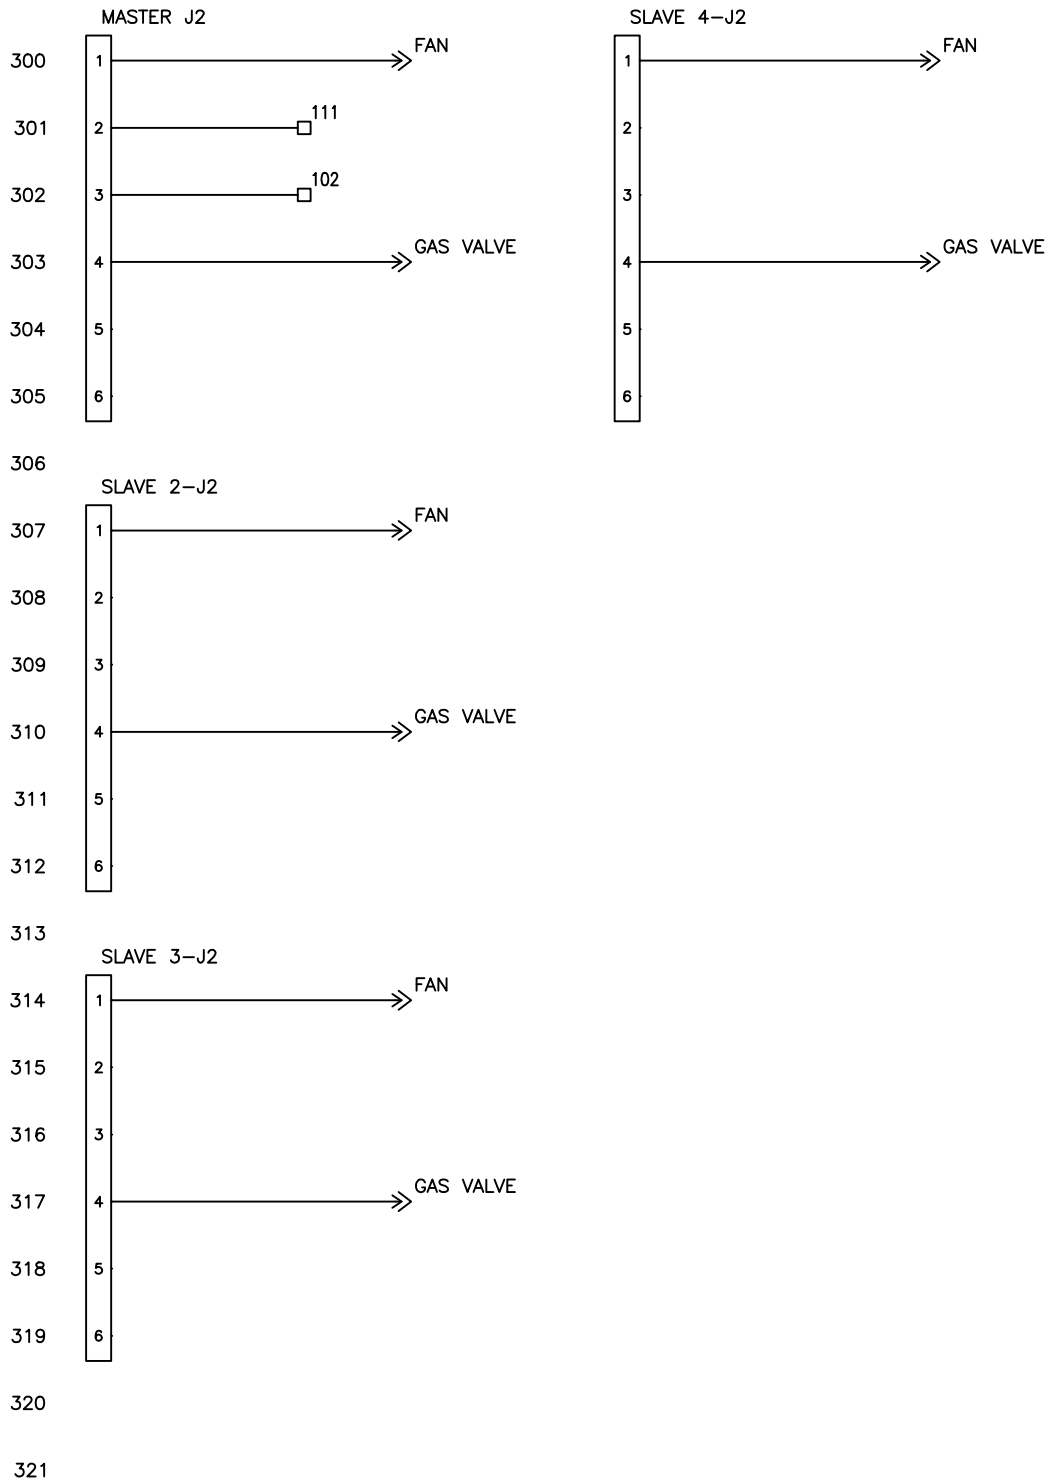 MASTER J2 SLAVE 4-J2
FAN FAN
300 1 1
111
301 2 2
102
302 3 3
GAS VALVE GAS VALVE
303 4 4
304 5 5
305 6 6
306
SLAVE 2-J2
FAN
307 1
308 2
309 3
GAS VALVE
310 4
311 5
312 6
313
SLAVE 3-J2
FAN
314 1
315 2
316 3
GAS VALVE
317 4
318 5
319 6
320
321